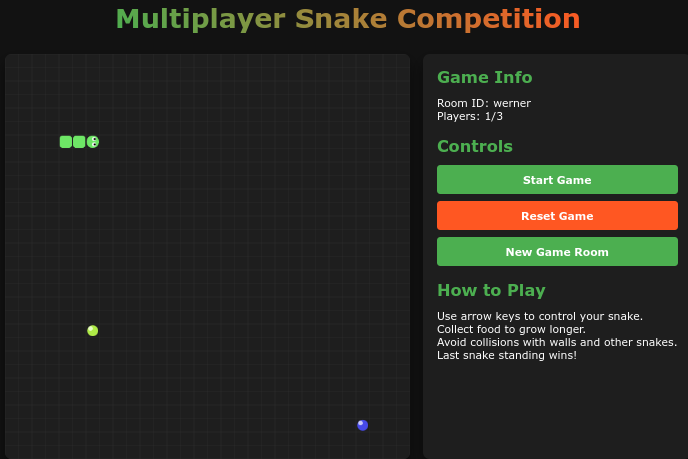 Multiplayer Snake Competition
Game Info
Room ID: werner
Players: 1/3
Controls
Start Game
Reset Game
New Game Room
How to Play
Use arrow keys to control your snake.
Collect food to grow longer.
Avoid collisions with walls and other snakes.
Last snake standing wins!